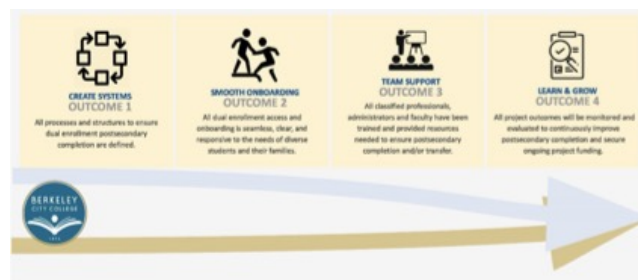 CREATE SYSTEMS
OUTCOME 1
All processes and structures to ensure
dual enrollment postsecondary
completion are defined.
SMOOTH ONBOARDING
OUTCOME 2
All dual enrollment access and
onboarding is seamless, clear, and
responsive to the needs of diverse
students and their families.
TEAM SUPPORT
OUTCOME 3
All classified professionals,
administrators and faculty have been
trained and provided resources
needed to ensure postsecondary
completion and/or transfer.
LEARN & GROW
OUTCOME 4
All project outcomes will be monitored and
evaluated to continuously improve
postsecondary completion and secure
ongoing project funding.
BERKELEY
CITY COLLEGE